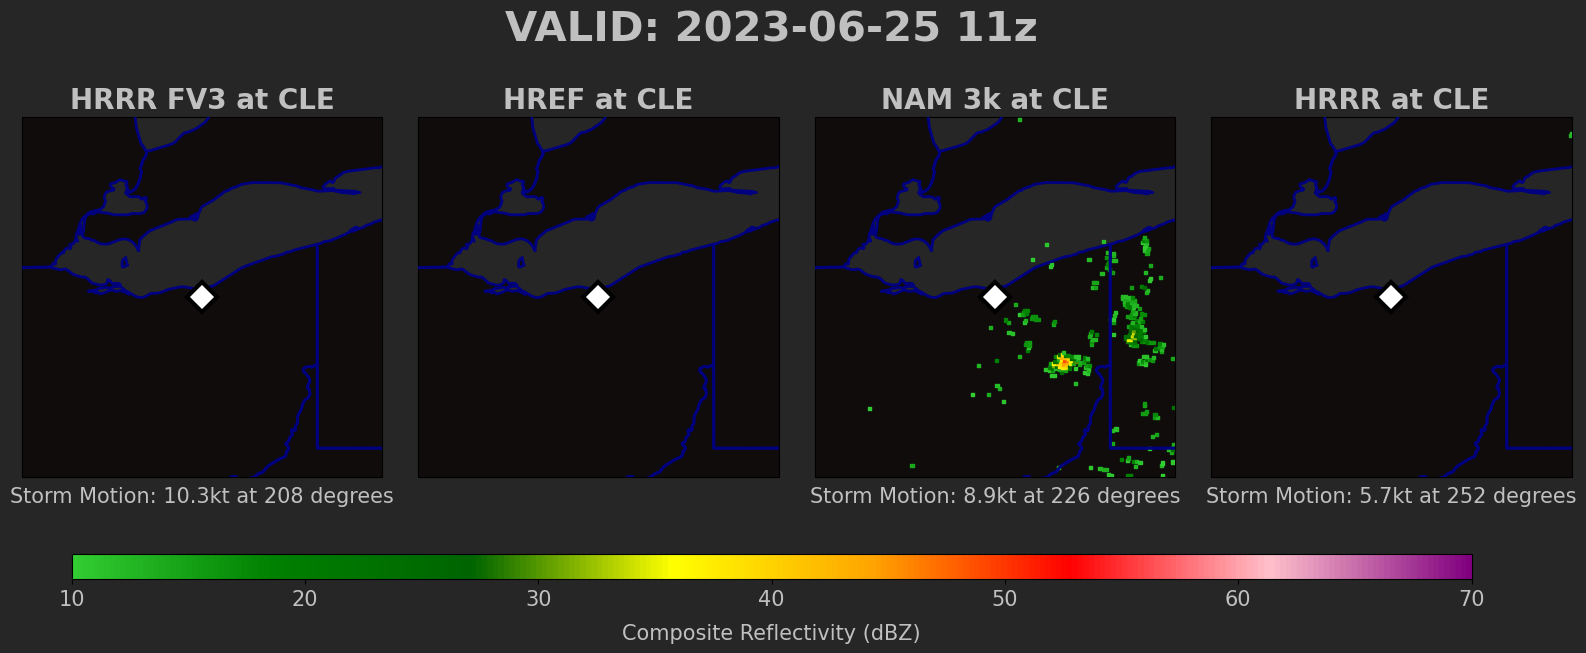 VALID: 2023-06-25 11z
HRRR FV3 at CLE
HREF at CLE
NAM 3k at CLE
HRRR at CLE
Storm Motion: 10.3kt at 208 degrees
Storm Motion: 8.9kt at 226 degrees
Storm Motion: 5.7kt at 252 degrees
10 20 30 40 50 60 70
Composite Reflectivity (dBZ)